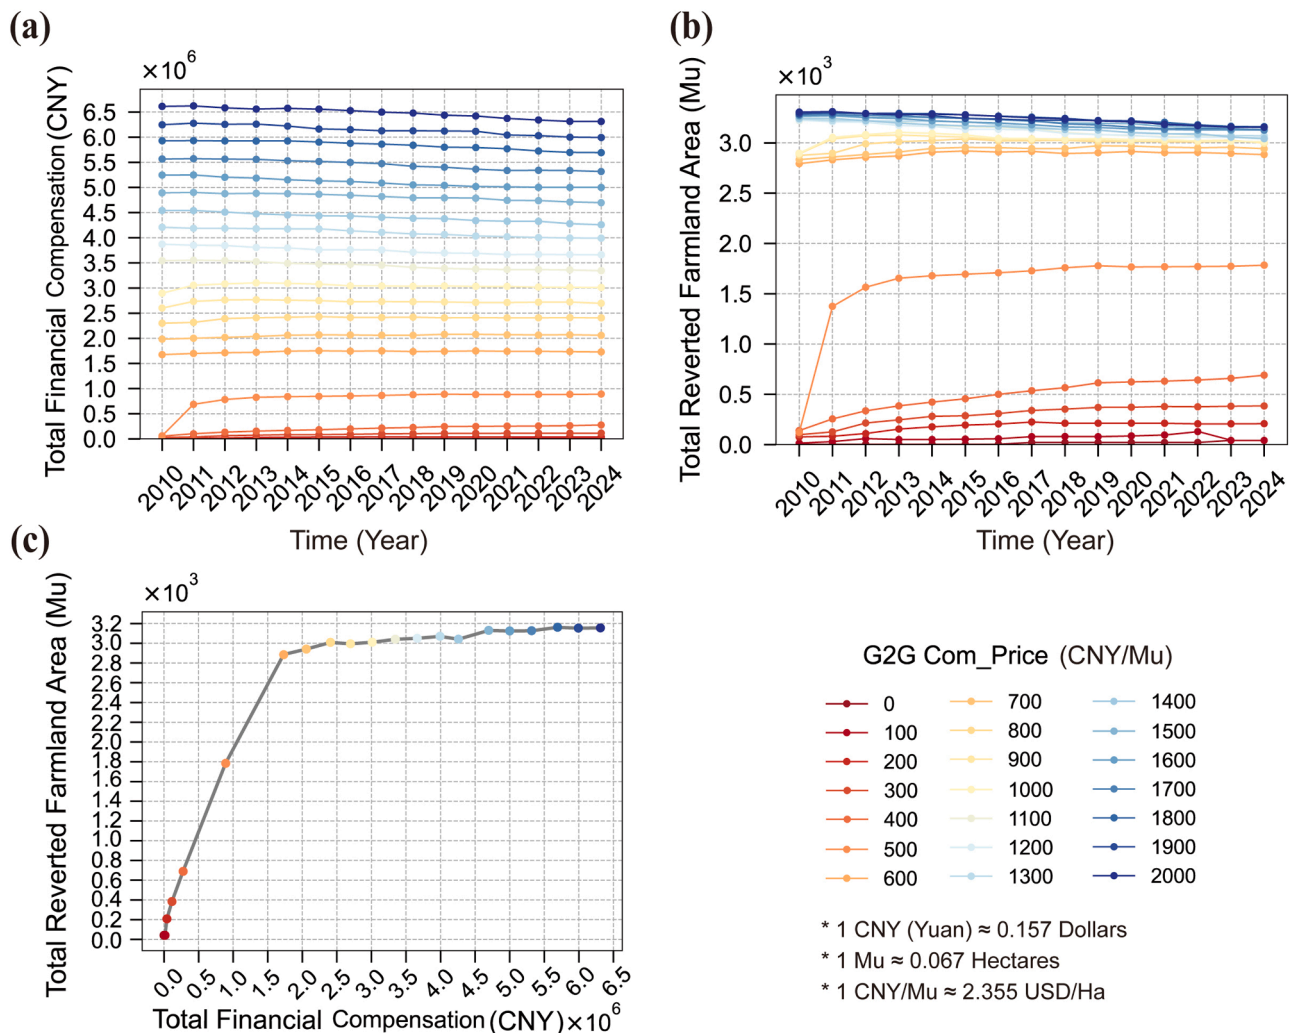 (a)
×10⁶
Total Financial Compensation (CNY)
6.5
6.0
5.5
5.0
4.5
4.0
3.5
3.0
2.5
2.0
1.5
1.0
0.5
0.0
2010 2011 2012 2013 2014 2015 2016 2017 2018 2019 2020 2021 2022 2023 2024
Time (Year)
(b)
×10³
Total Reverted Farmland Area (Mu)
3.0
2.5
2.0
1.5
1.0
0.5
0.0
2010 2011 2012 2013 2014 2015 2016 2017 2018 2019 2020 2021 2022 2023 2024
Time (Year)
(c)
×10³
Total Reverted Farmland Area (Mu)
3.2
3.0
2.8
2.6
2.4
2.2
2.0
1.8
1.6
1.4
1.2
1.0
0.8
0.6
0.4
0.2
0.0
0.0 0.5 1.0 1.5 2.0 2.5 3.0 3.5 4.0 4.5 5.0 5.5 6.0 6.5
Total Financial Compensation (CNY)×10⁶
G2G Com_Price (CNY/Mu)
0 700 1400
100 800 1500
200 900 1600
300 1000 1700
400 1100 1800
500 1200 1900
600 1300 2000
* 1 CNY (Yuan) ≈ 0.157 Dollars
* 1 Mu ≈ 0.067 Hectares
* 1 CNY/Mu ≈ 2.355 USD/Ha